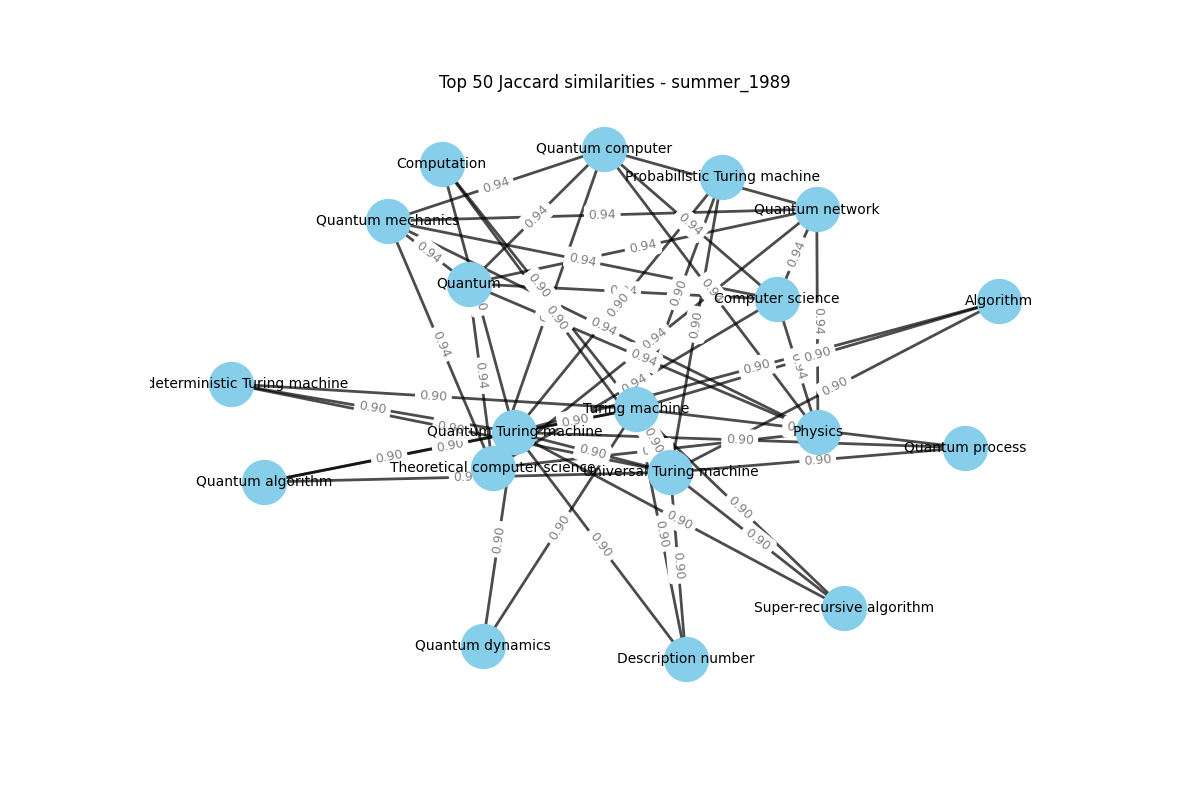 Top 50 Jaccard similarities - summer_1989
Quantum computer
Computation
Probabilistic Turing machine
0.94
Quantum network
0.94
0.94
Quantum mechanics
0.94
0.94
0.94
0.94
0.94
Quantum
0.90
Computer science
0.90
0.90
Algorithm
0.90
0.94
0.90
0.94
0.94
0.94
0.94
0.90
0.94
0.90
0.94
0.94
deterministic Turing machine
0.94
0.90
0.90
0.90
Turing machine
0.90
0.90
Quantum Turing machine
Physics
0.90
0.90
0.90
Quantum process
0.90
0.90
0.90
Theoretical computer science
Universal Turing machine
Quantum algorithm
0.90
0.90
0.90
0.90
0.90
0.90
0.90
0.90
Super-recursive algorithm
Quantum dynamics
Description number